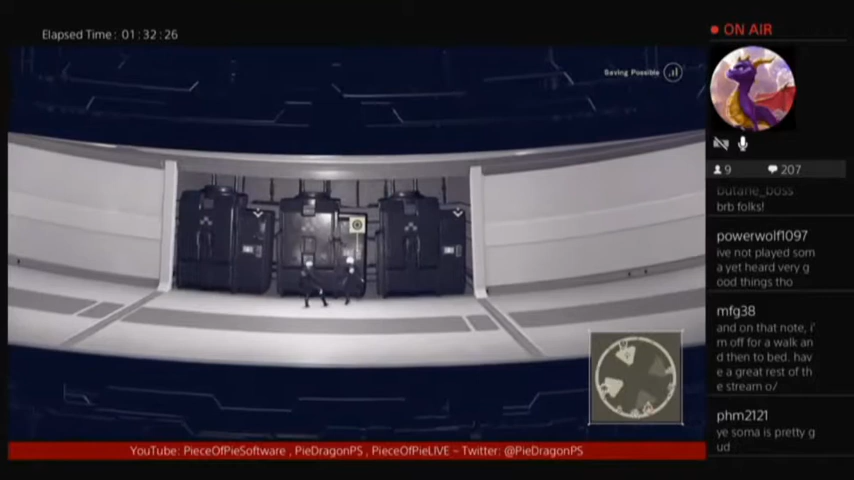 Elapsed Time : 01:32:26
ON AIR
Saving Possible
9 207
butane_boss
brb folks!
powerwolf1097
ive not played som
a yet heard very g
ood things tho
mfg38
and on that note, i'
m off for a walk an
d then to bed. hav
e a great rest of th
e stream o/
phm2121
ye soma is pretty g
ud
YouTube: PieceOfPieSoftware , PieDragonPS , PieceOfPieLIVE – Twitter: @PieDragonPS